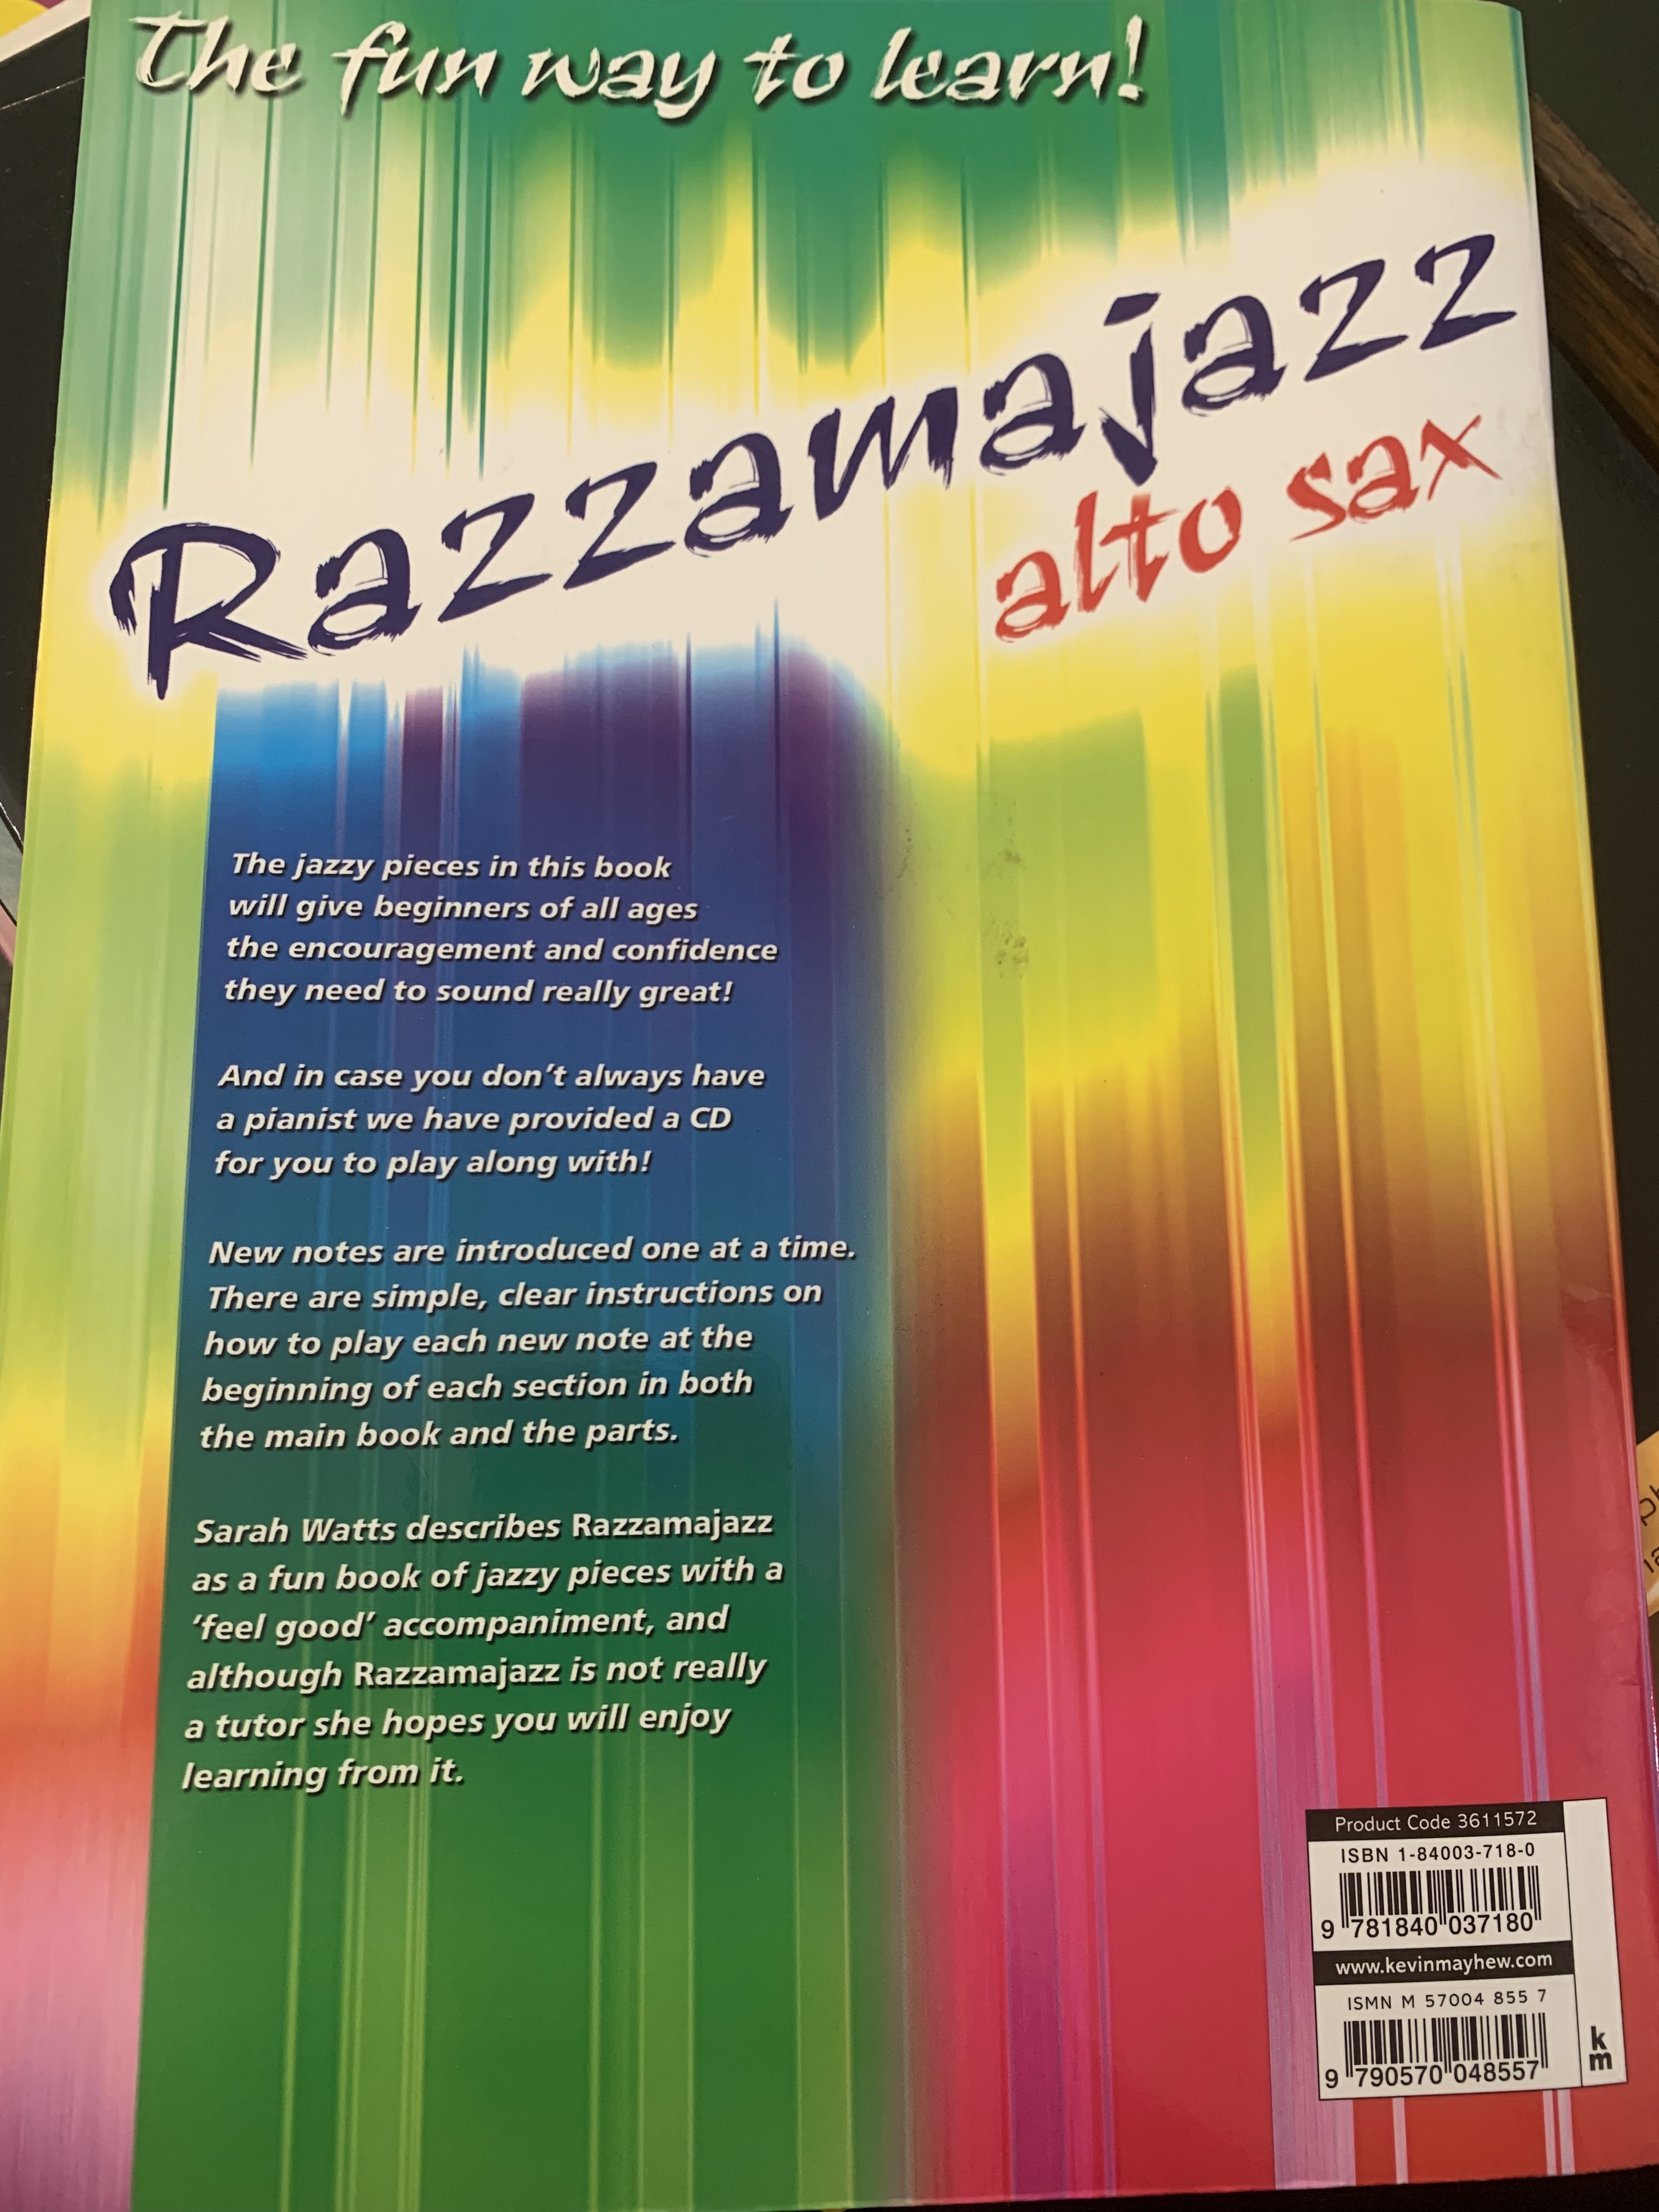 The fun way to learn!
Razzamajazz
alto sax
The jazzy pieces in this book
will give beginners of all ages
the encouragement and confidence
they need to sound really great!
And in case you don't always have
a pianist we have provided a CD
for you to play along with!
New notes are introduced one at a time.
There are simple, clear instructions on
how to play each new note at the
beginning of each section in both
the main book and the parts.
Sarah Watts describes Razzamajazz
as a fun book of jazzy pieces with a
'feel good' accompaniment, and
although Razzamajazz is not really
a tutor she hopes you will enjoy
learning from it.
Product Code 3611572
ISBN 1-84003-718-0
9 781840 037180
www.kevinmayhew.com
ISMN M 57004 855 7
9 790570 048557
km